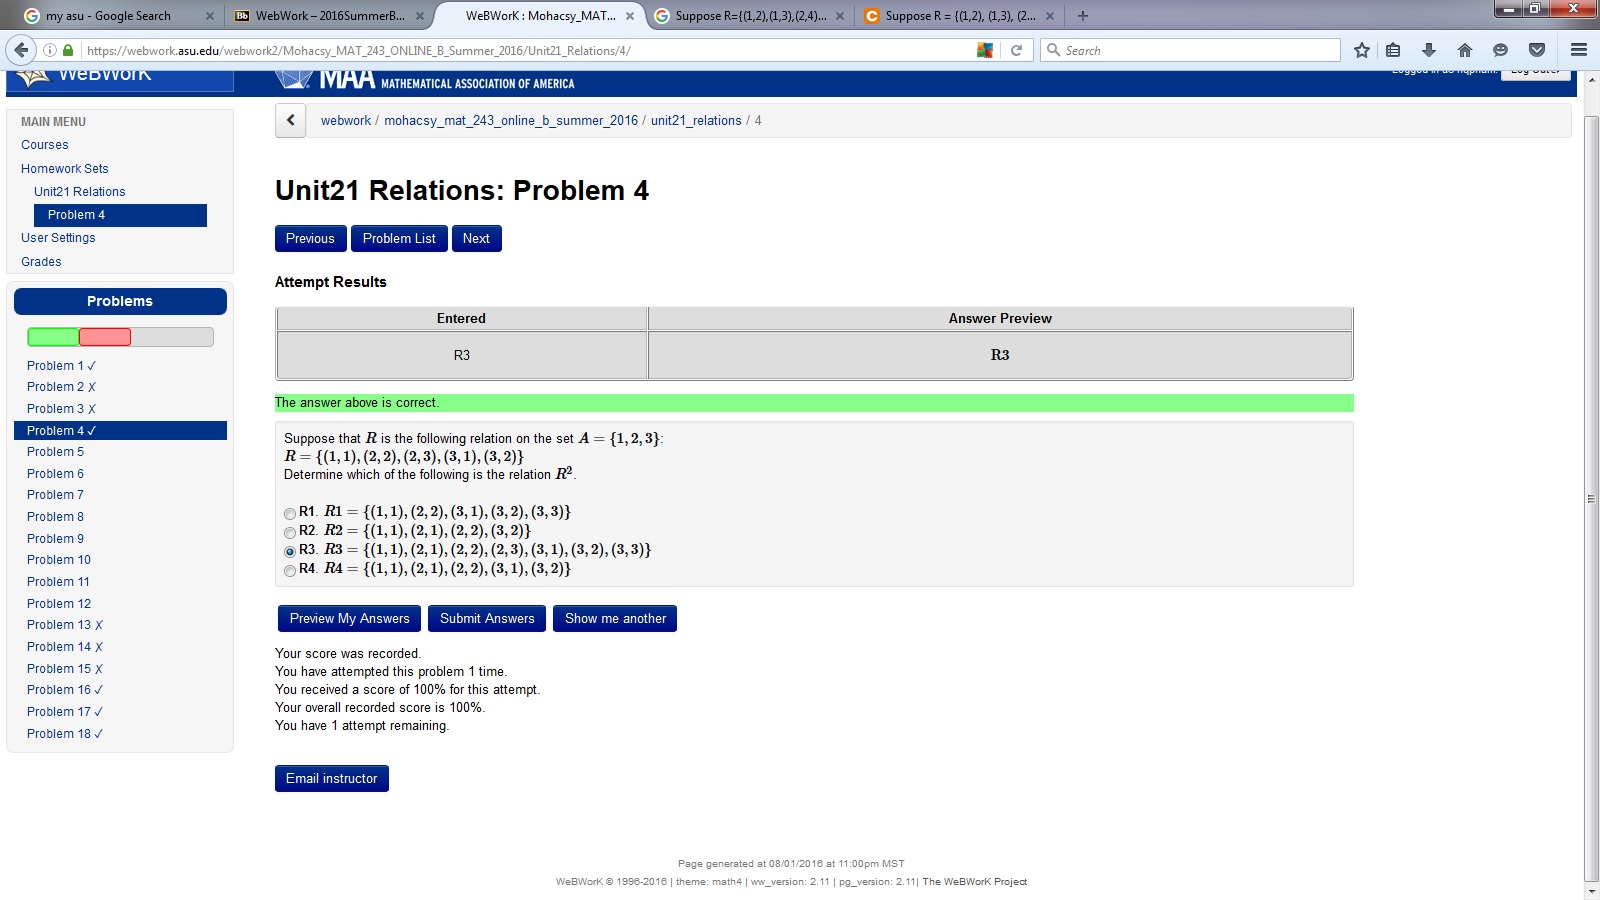 my asu - Google Search
WebWork – 2016SummerB...
WeBWorK : Mohacsy_MAT...
Suppose R={(1,2),(1,3),(2,4)...
Suppose R = {(1, 2), (1, 3), (2...
https://webwork.asu.edu/webwork2/Mohacsy_MAT_243_ONLINE_B_Summer_2016/Unit21_Relations/4/
Search
WeBWorK
MAA MATHEMATICAL ASSOCIATION OF AMERICA
MAIN MENU
Courses
Homework Sets
Unit21 Relations
Problem 4
User Settings
Grades
Problems
Problem 1 ✓
Problem 2 ✗
Problem 3 ✗
Problem 4 ✓
Problem 5
Problem 6
Problem 7
Problem 8
Problem 9
Problem 10
Problem 11
Problem 12
Problem 13 ✗
Problem 14 ✗
Problem 15 ✗
Problem 16 ✓
Problem 17 ✓
Problem 18 ✓
webwork / mohacsy_mat_243_online_b_summer_2016 / unit21_relations / 4
Unit21 Relations: Problem 4
Previous Problem List Next
Attempt Results
Entered Answer Preview
R3 R3
The answer above is correct.
Suppose that R is the following relation on the set A = {1, 2, 3}:
R = {(1, 1), (2, 2), (2, 3), (3, 1), (3, 2)}
Determine which of the following is the relation R².
R1. R1 = {(1, 1), (2, 2), (3, 1), (3, 2), (3, 3)}
R2. R2 = {(1, 1), (2, 1), (2, 2), (3, 2)}
R3. R3 = {(1, 1), (2, 1), (2, 2), (2, 3), (3, 1), (3, 2), (3, 3)}
R4. R4 = {(1, 1), (2, 1), (2, 2), (3, 1), (3, 2)}
Preview My Answers Submit Answers Show me another
Your score was recorded.
You have attempted this problem 1 time.
You received a score of 100% for this attempt.
Your overall recorded score is 100%.
You have 1 attempt remaining.
Email instructor
Page generated at 08/01/2016 at 11:00pm MST
WeBWorK © 1996-2016 | theme: math4 | ww_version: 2.11 | pg_version: 2.11| The WeBWorK Project